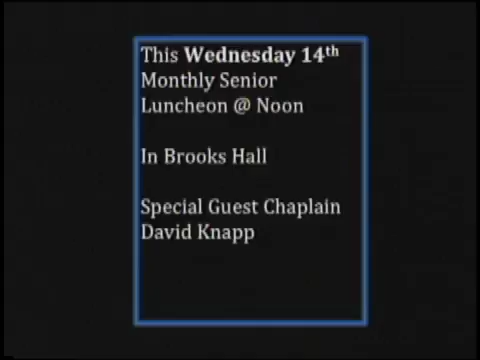 This Wednesday 14th
Monthly Senior
Luncheon @ Noon
In Brooks Hall
Special Guest Chaplain
David Knapp